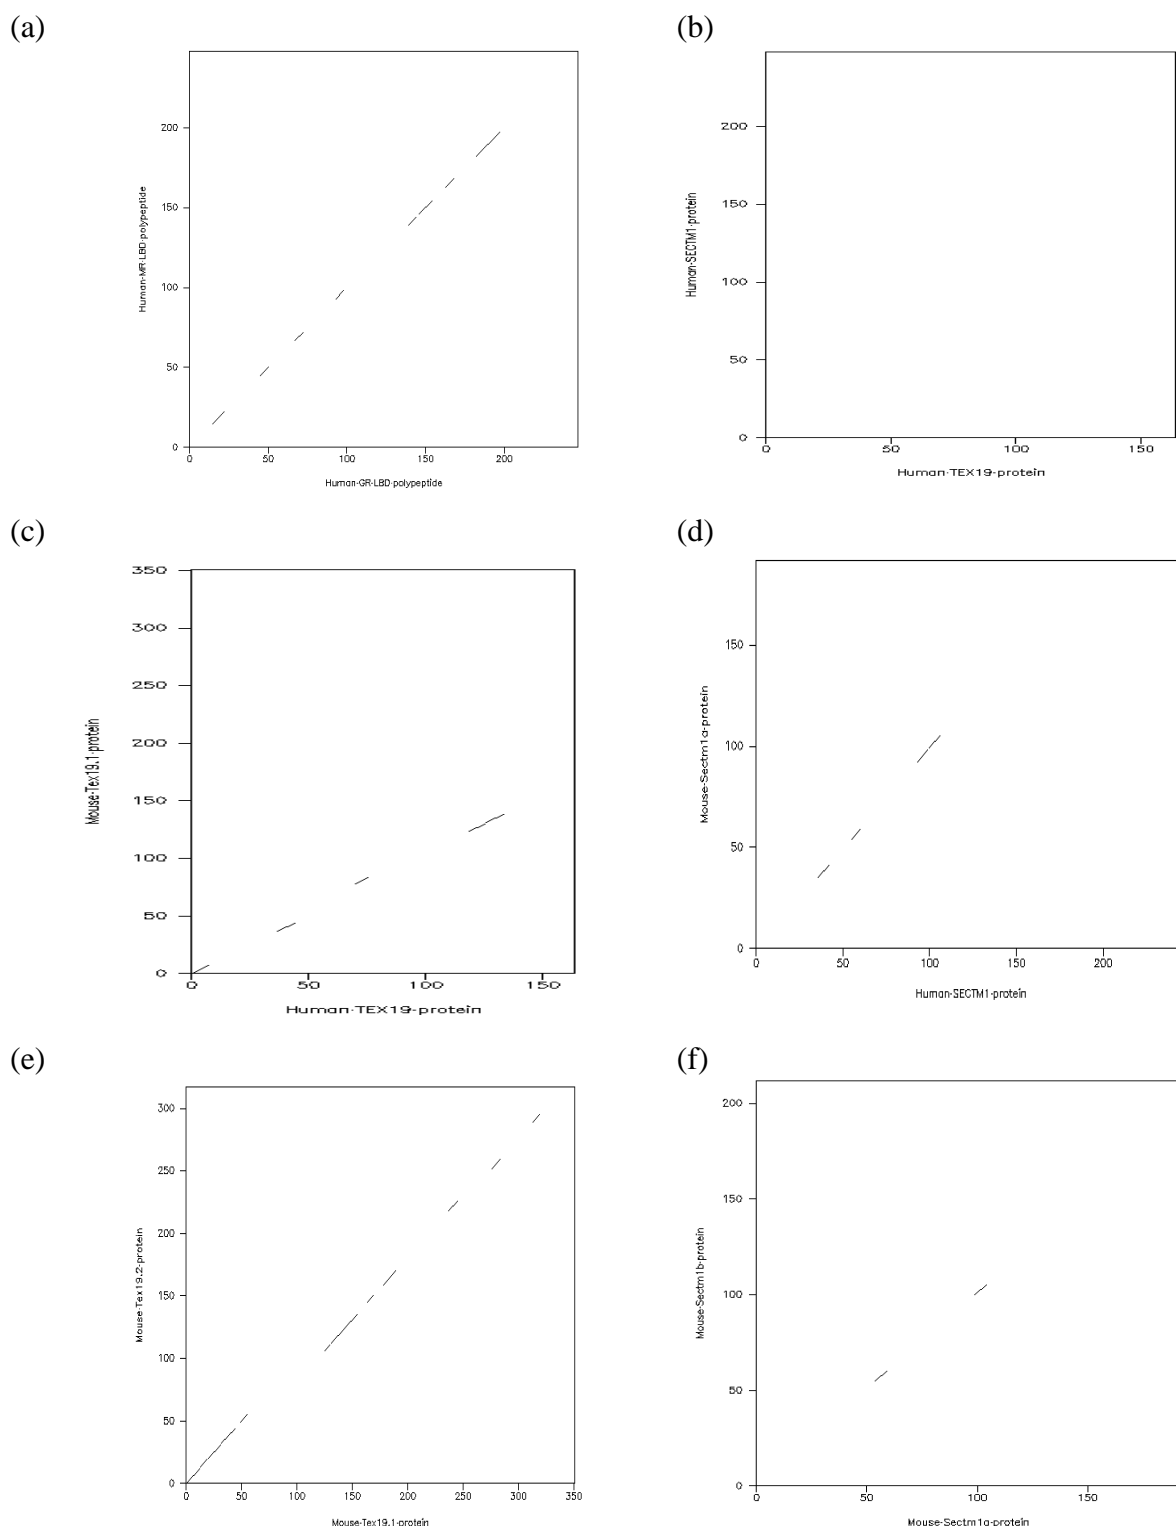 (a)
200
150
100
50
0
0 50 100 150 200
Human-MR-LBD-polypeptide
Human-GR-LBD-polypeptide
(b)
200
150
100
50
0
0 50 100 150
Human-SECTM1-protein
Human-TEX19-protein
(c)
350
300
250
200
150
100
50
0
0 50 100 150
Mouse-Tex19.1-protein
Human-TEX19-protein
(d)
150
100
50
0
0 50 100 150 200
Mouse-Sectm1a-protein
Human-SECTM1-protein
(e)
300
250
200
150
100
50
0
0 50 100 150 200 250 300 350
Mouse-Tex19.2-protein
Mouse-Tex19.1-protein
(f)
200
150
100
50
0
0 50 100 150
Mouse-Sectm1b-protein
Mouse-Sectm1a-protein